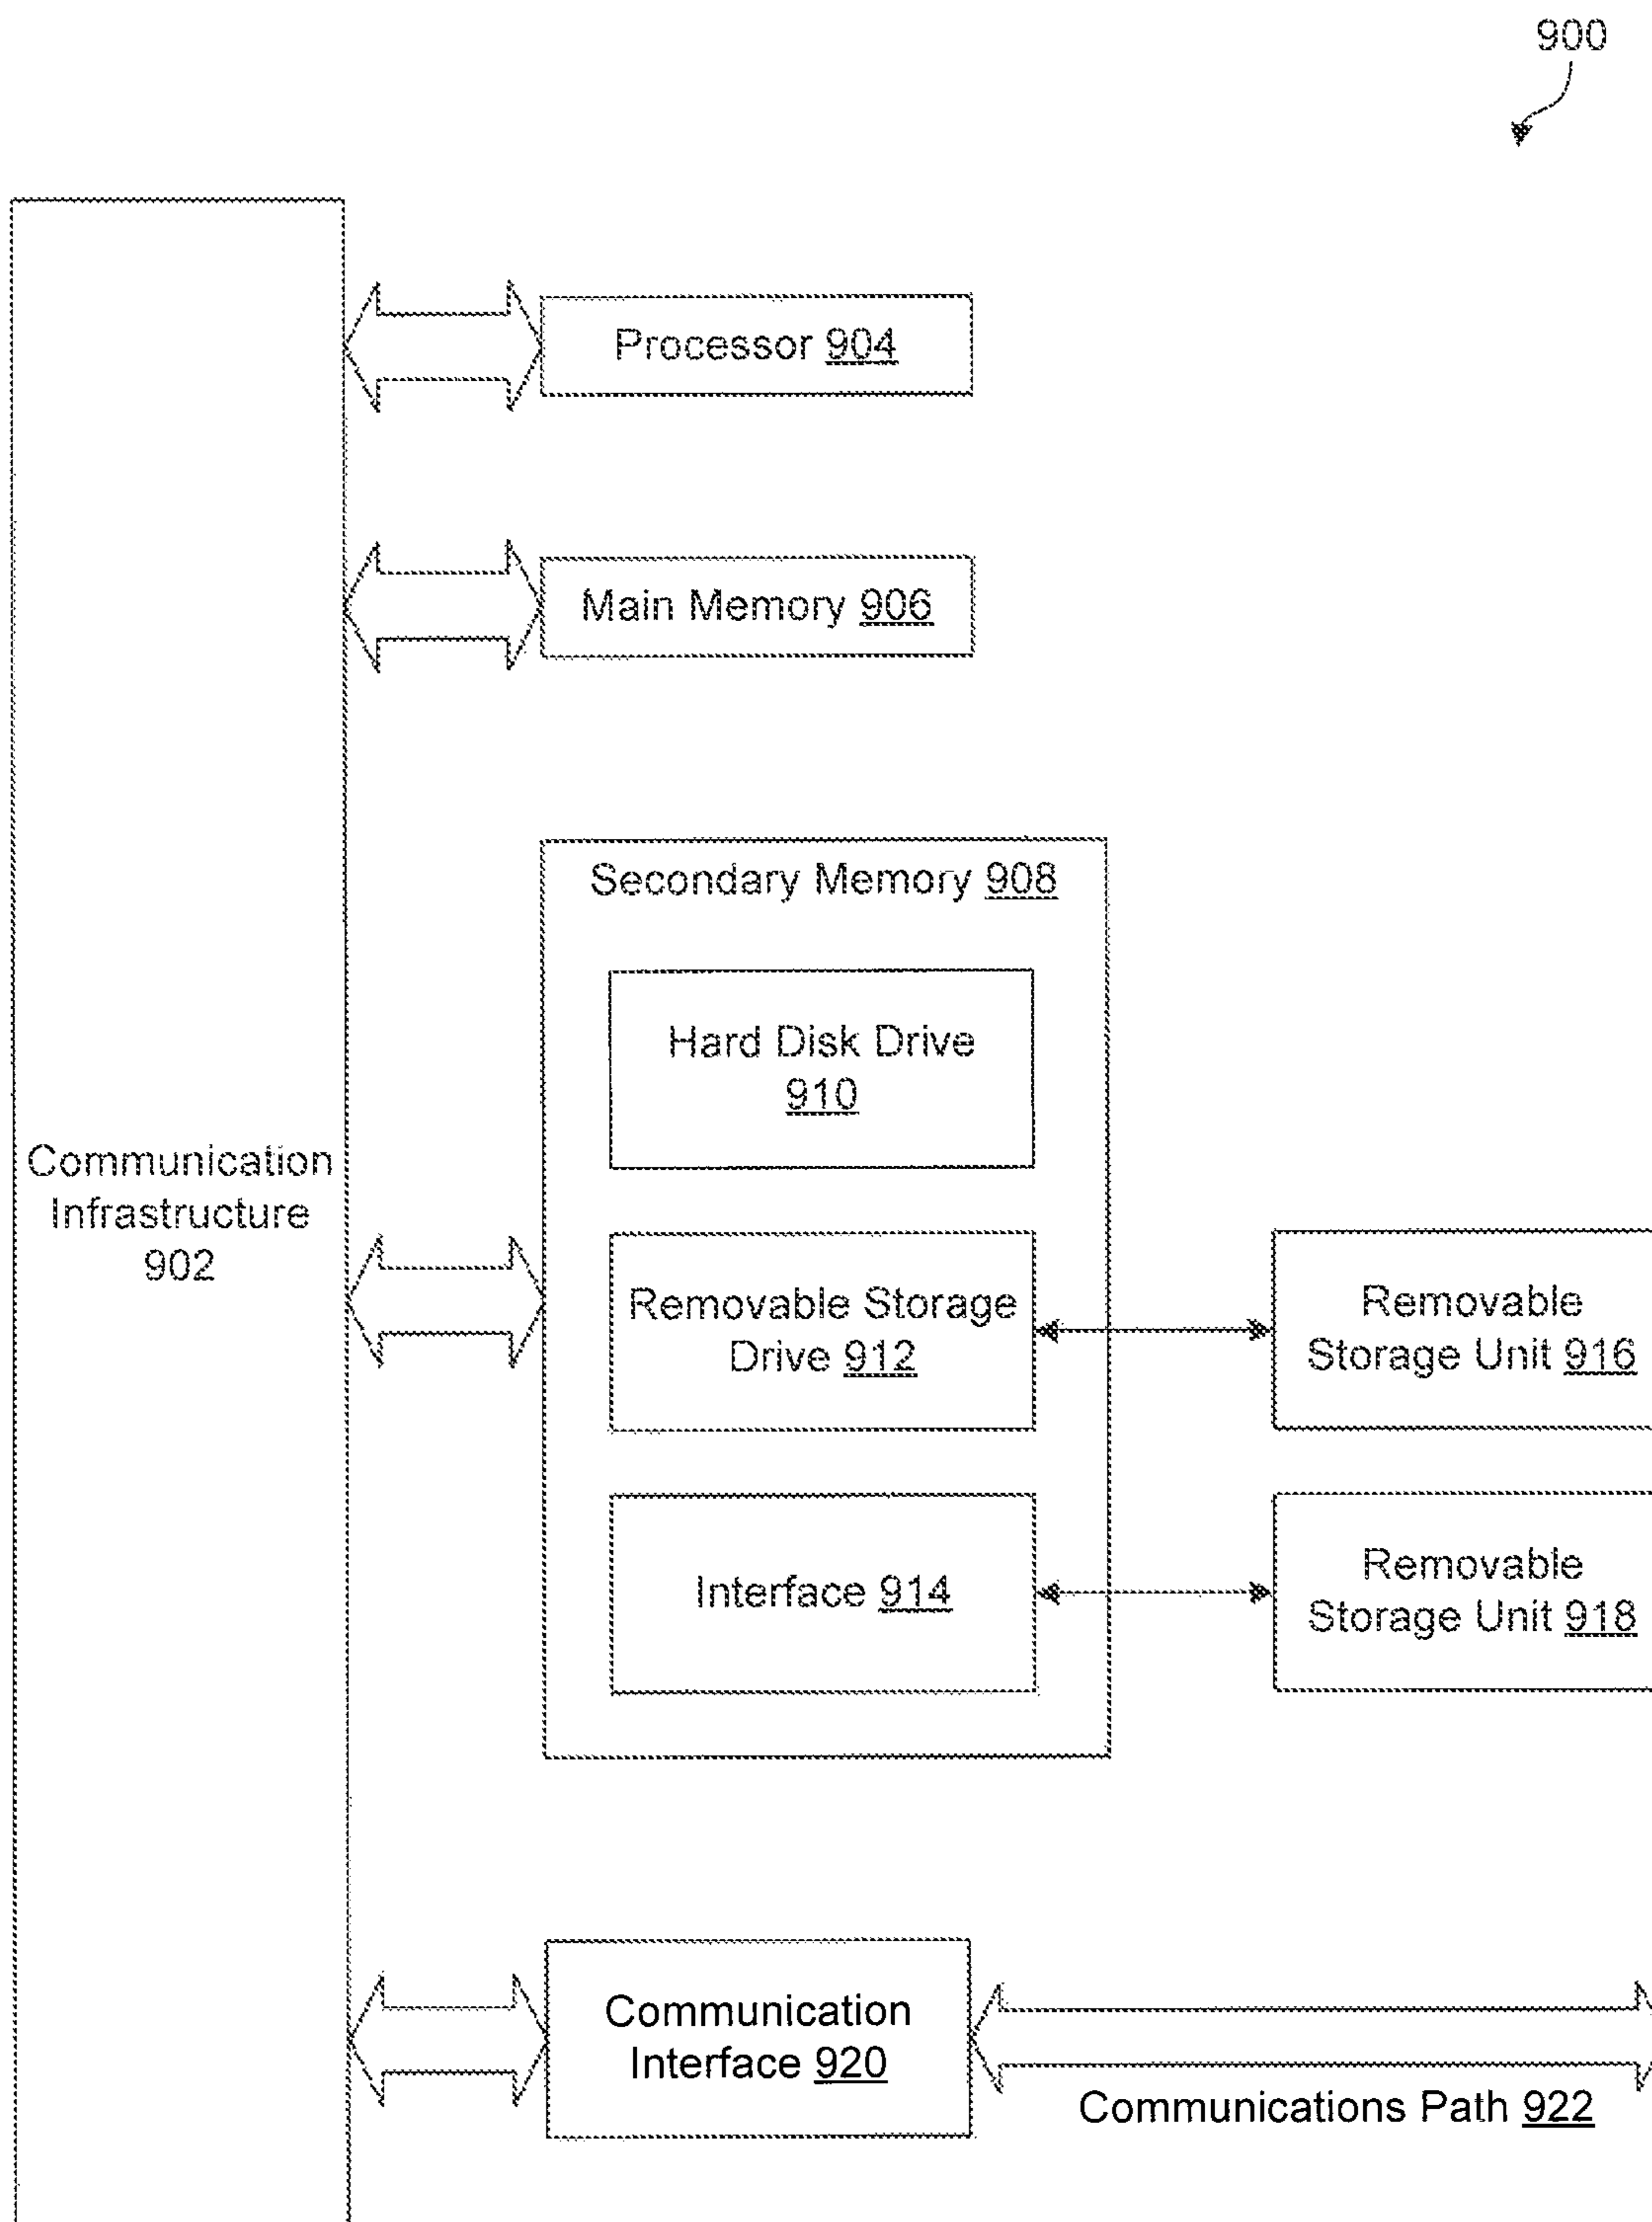 900
Processor 904
Main Memory 906
Secondary Memory 908
Hard Disk Drive
910
Communication
Infrastructure
902
Removable Storage
Drive 912
Removable
Storage Unit 916
Interface 914
Removable
Storage Unit 918
Communication
Interface 920
Communications Path 922